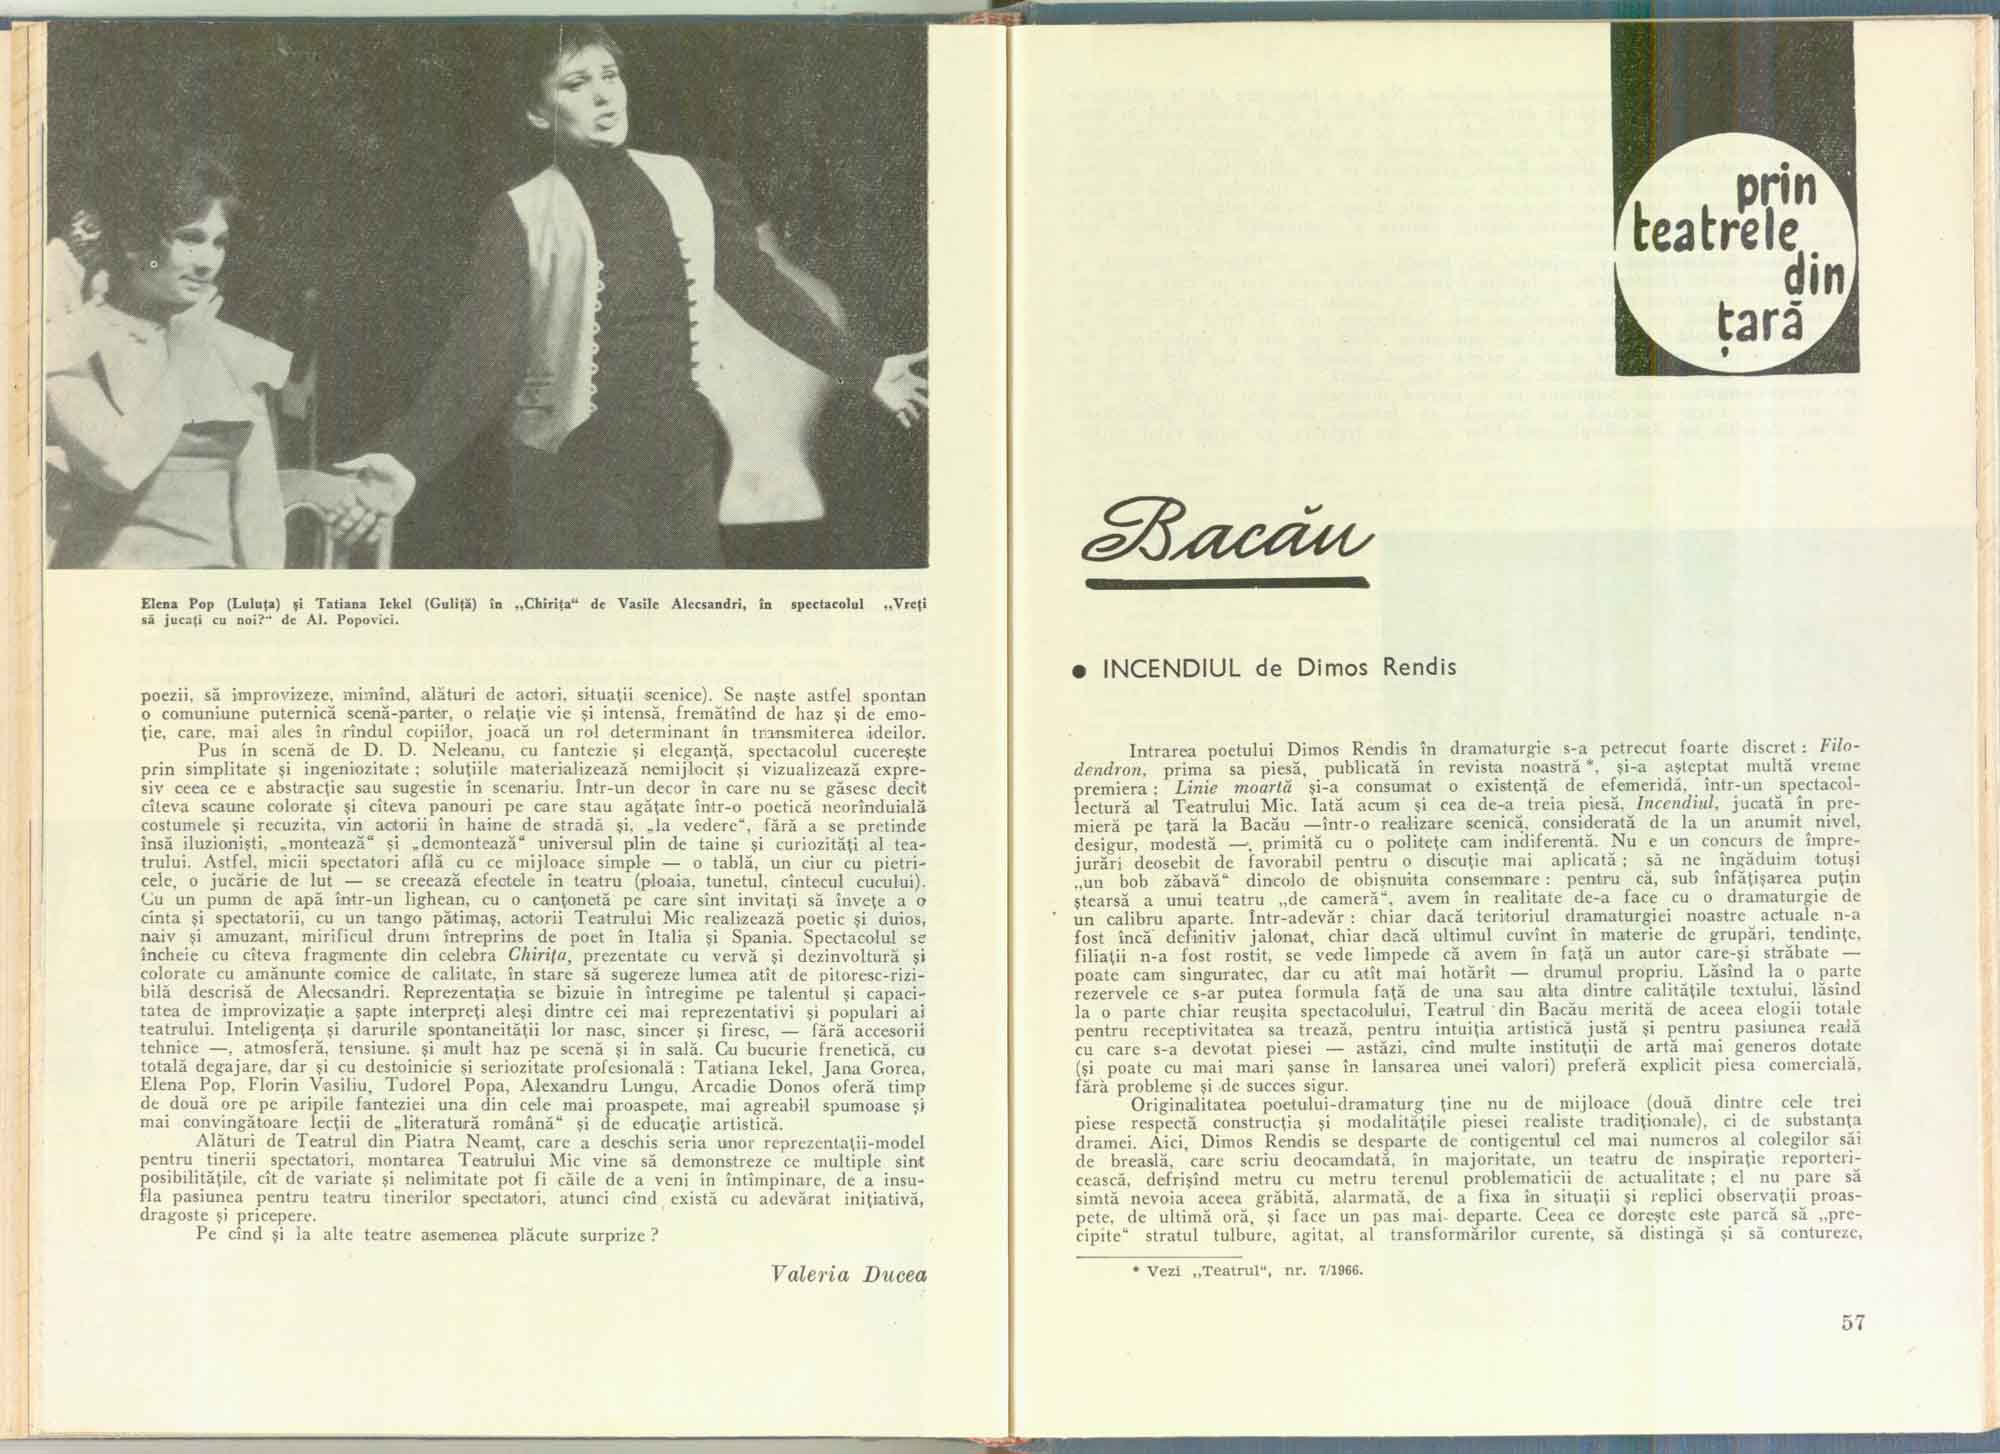 Elena Pop (Luluța) și Tatiana Iekel (Guliță) în „Chirița“ de Vasile Alecsandri, în spectacolul „Vreți
să jucați cu noi?“ de Al. Popovici.
poezii, să improvizeze, mimînd, alături de actori, situații scenice). Se naște astfel spontan
o comuniune puternică scenă-parter, o relație vie și intensă, fremătînd de haz și de emo-
ție, care, mai ales în rîndul copiilor, joacă un rol determinant în transmiterea ideilor.
Pus în scenă de D. D. Neleanu, cu fantezie și eleganță, spectacolul cucerește
prin simplitate și ingeniozitate ; soluțiile materializează nemijlocit și vizualizează expre-
siv ceea ce e abstracție sau sugestie în scenariu. Intr-un decor în care nu se găsesc decît
cîteva scaune colorate și cîteva panouri pe care stau agățate într-o poetică neorînduială
costumele și recuzita, vin actorii în haine de stradă și, „la vedere“, fără a se pretinde
însă iluzioniști, „montează“ și „demontează“ universul plin de taine și curiozități al tea-
trului. Astfel, micii spectatori află cu ce mijloace simple — o tablă, un ciur cu pietri-
cele, o jucărie de lut — se creează efectele în teatru (ploaia, tunetul, cîntecul cucului).
Cu un pumn de apă într-un lighean, cu o canțonetă pe care sînt invitați să învețe a o
cînta și spectatorii, cu un tango pătimaș, actorii Teatrului Mic realizează poetic și duios,
naiv și amuzant, mirificul drum întreprins de poet în Italia și Spania. Spectacolul se
încheie cu cîteva fragmente din celebra Chirița, prezentate cu vervă și dezinvoltură și
colorate cu amănunte comice de calitate, în stare să sugereze lumea atît de pitoresc-rizi-
bilă descrisă de Alecsandri. Reprezentația se bizuie în întregime pe talentul și capaci-
tatea de improvizație a șapte interpreți aleși dintre cei mai reprezentativi și populari ai
teatrului. Inteligența și darurile spontaneității lor nasc, sincer și firesc, — fără accesorii
tehnice —, atmosferă, tensiune. și mult haz pe scenă și în sală. Cu bucurie frenetică, cu
totală degajare, dar și cu destoinicie și seriozitate profesională : Tatiana Iekel, Jana Gorea,
Elena Pop, Florin Vasiliu, Tudorel Popa, Alexandru Lungu, Arcadie Donos oferă timp
de două ore pe aripile fanteziei una din cele mai proaspete, mai agreabil spumoase și
mai convingătoare lecții de „literatură română“ și de educație artistică.
Alături de Teatrul din Piatra Neamț, care a deschis seria unor reprezentații-model
pentru tinerii spectatori, montarea Teatrului Mic vine să demonstreze ce multiple sînt
posibilitățile, cît de variate și nelimitate pot fi căile de a veni în întîmpinare, de a insu-
fla pasiunea pentru teatru tinerilor spectatori, atunci cînd există cu adevărat inițiativă,
dragoste și pricepere.
Pe cînd și la alte teatre asemenea plăcute surprize ?
Valeria Ducea
prin
teatrele
din
țară
Bacău
● INCENDIUL de Dimos Rendis
Intrarea poetului Dimos Rendis în dramaturgie s-a petrecut foarte discret : Filo-
dendron, prima sa piesă, publicată în revista noastră *, și-a așteptat multă vreme
premiera ; Linie moartă și-a consumat o existență de efemeridă, într-un spectacol-
lectură al Teatrului Mic. Iată acum și cea de-a treia piesă, Incendiul, jucată în pre-
mieră pe țară la Bacău —într-o realizare scenică, considerată de la un anumit nivel,
desigur, modestă —, primită cu o politețe cam indiferentă. Nu e un concurs de împre-
jurări deosebit de favorabil pentru o discuție mai aplicată ; să ne îngăduim totuși
„un bob zăbavă“ dincolo de obișnuita consemnare : pentru că, sub înfățișarea puțin
ștearsă a unui teatru „de cameră“, avem în realitate de-a face cu o dramaturgie de
un calibru aparte. Într-adevăr : chiar dacă teritoriul dramaturgiei noastre actuale n-a
fost încă definitiv jalonat, chiar dacă ultimul cuvînt în materie de grupări, tendințe,
filiații n-a fost rostit, se vede limpede că avem în față un autor care-și străbate —
poate cam singuratec, dar cu atît mai hotărît — drumul propriu. Lăsînd la o parte
rezervele ce s-ar putea formula față de una sau alta dintre calitățile textului, lăsînd
la o parte chiar reușita spectacolului, Teatrul din Bacău merită de aceea elogii totale
pentru receptivitatea sa trează, pentru intuiția artistică justă și pentru pasiunea reală
cu care s-a devotat piesei — astăzi, cînd multe instituții de artă mai generos dotate
(și poate cu mai mari șanse în lansarea unei valori) preferă explicit piesa comercială,
fără probleme și de succes sigur.
Originalitatea poetului-dramaturg ține nu de mijloace (două dintre cele trei
piese respectă construcția și modalitățile piesei realiste tradiționale), ci de substanța
dramei. Aici, Dimos Rendis se desparte de contigentul cel mai numeros al colegilor săi
de breaslă, care scriu deocamdată, în majoritate, un teatru de inspirație reporteri-
cească, defrișînd metru cu metru terenul problematicii de actualitate ; el nu pare să
simtă nevoia aceea grăbită, alarmată, de a fixa în situații și replici observații proas-
pete, de ultimă oră, și face un pas mai departe. Ceea ce dorește este parcă să „pre-
cipite“ stratul tulbure, agitat, al transformărilor curente, să distingă și să contureze,
* Vezi „Teatrul“, nr. 7/1966.
57